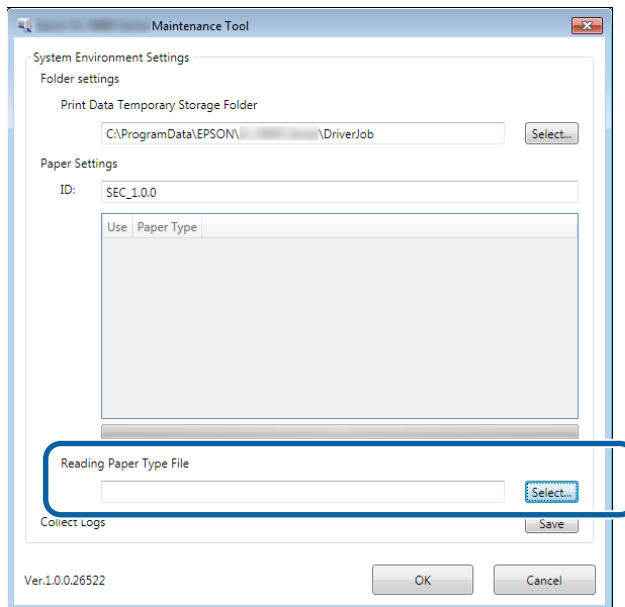 Maintenance Tool
System Environment Settings
Folder settings
Print Data Temporary Storage Folder
C:\ProgramData\EPSON\ \DriverJob Select...
Paper Settings
ID: SEC_1.0.0
Use Paper Type
Reading Paper Type File
Select...
Collect Logs Save
Ver.1.0.0.26522 OK Cancel